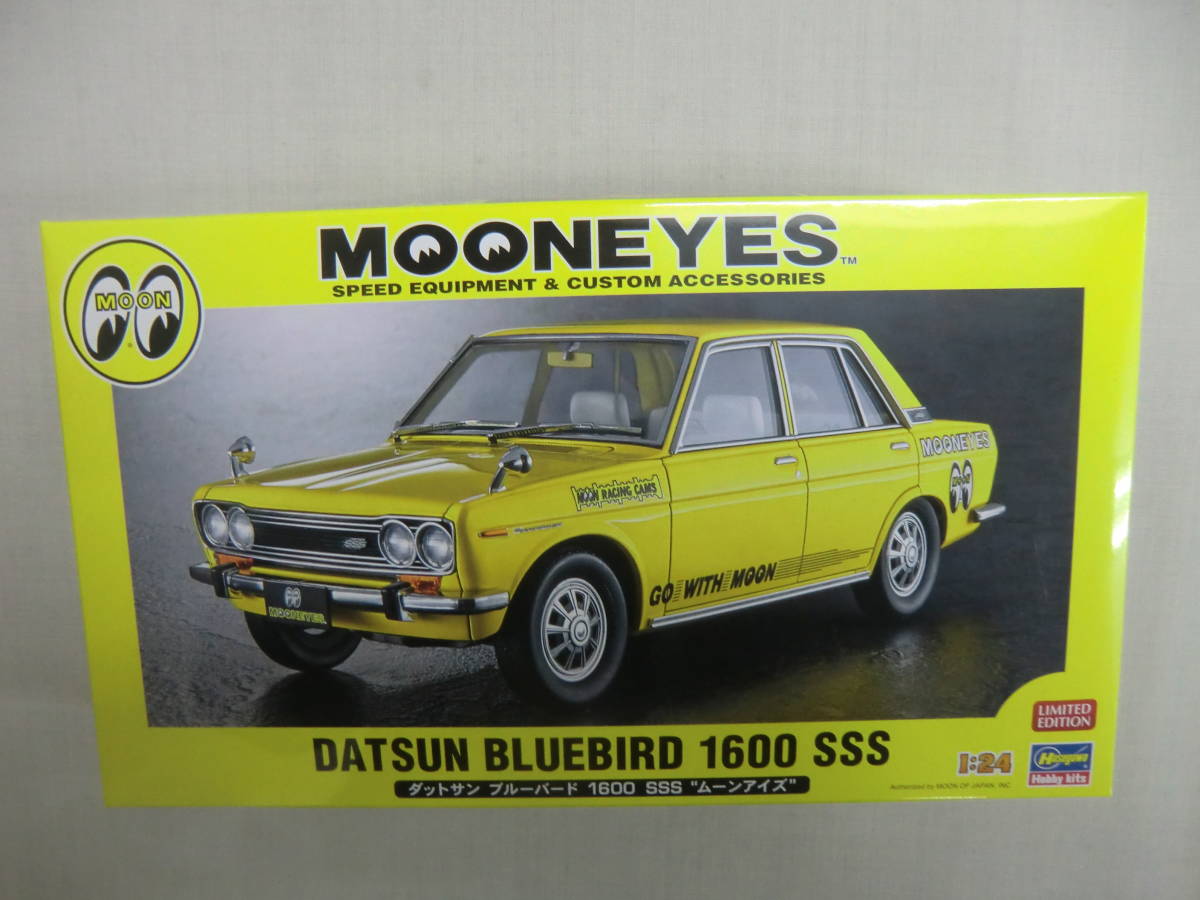 MOON
MOONEYES™
SPEED EQUIPMENT & CUSTOM ACCESSORIES
MOONEYES
MOON
MOON RACING CAMS
SSS
GO WITH MOON
MOONEYES
LIMITED
EDITION
DATSUN BLUEBIRD 1600 SSS
ダットサン ブルーバード 1600 SSS "ムーンアイズ"
1:24
Hasegawa
Hobby kits
Authorized by MOON OF JAPAN, INC.